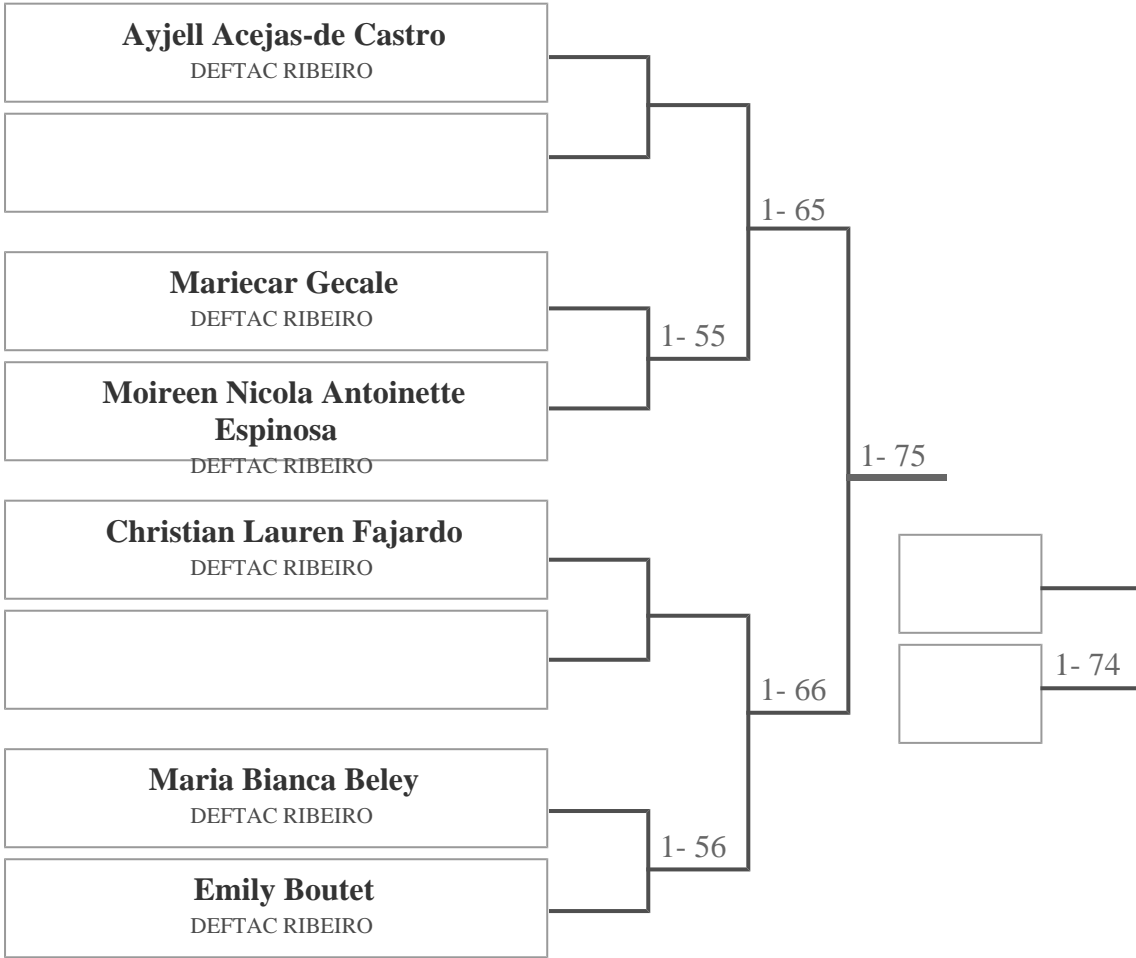 Ayjell Acejas-de Castro
DEFTAC RIBEIRO
1- 65
Mariecar Gecale
DEFTAC RIBEIRO
1- 55
Moireen Nicola Antoinette
Espinosa
DEFTAC RIBEIRO
1- 75
Christian Lauren Fajardo
DEFTAC RIBEIRO
1- 74
1- 66
Maria Bianca Beley
DEFTAC RIBEIRO
1- 56
Emily Boutet
DEFTAC RIBEIRO